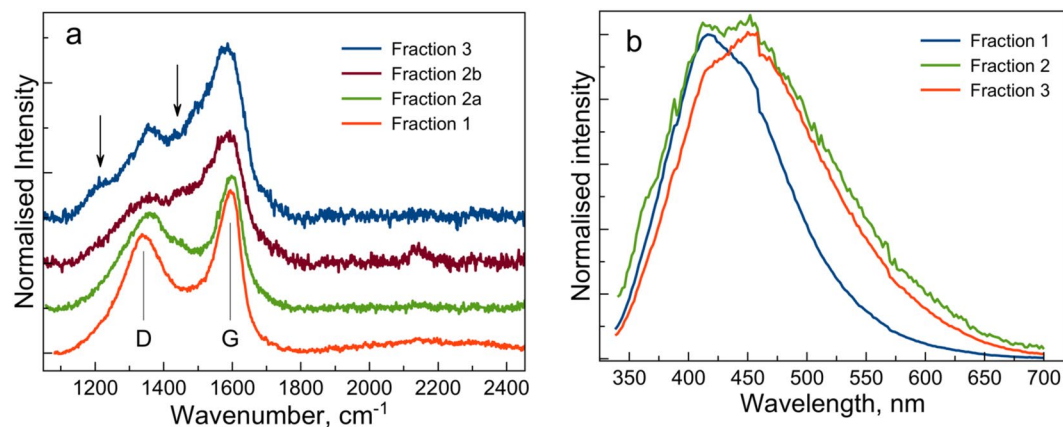 a
Fraction 3
Fraction 2b
Fraction 2a
Fraction 1
D
G
Normalised Intensity
1200 1400 1600 1800 2000 2200 2400
Wavenumber, cm⁻¹
b
Fraction 1
Fraction 2
Fraction 3
Normalised intensity
350 400 450 500 550 600 650 700
Wavelength, nm